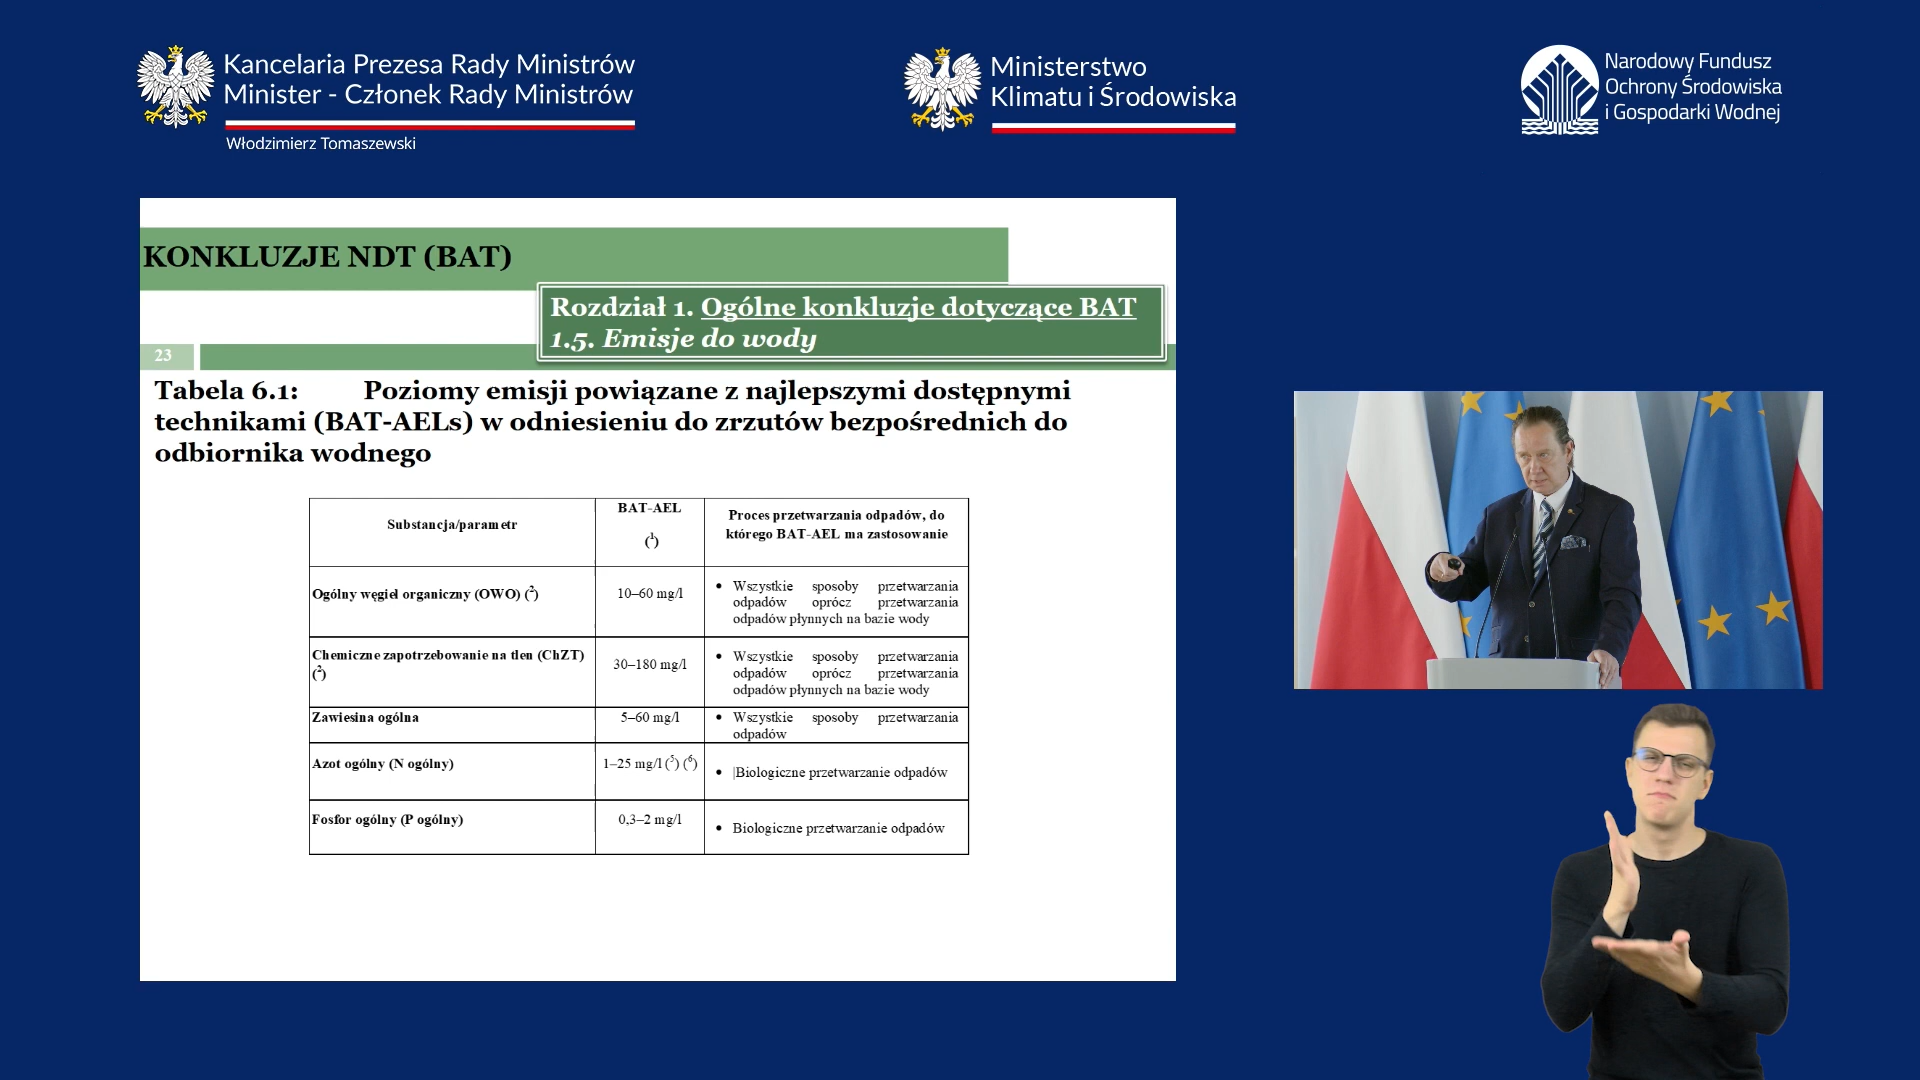 Kancelaria Prezesa Rady Ministrów
Minister - Członek Rady Ministrów
Włodzimierz Tomaszewski
Ministerstwo
Klimatu i Środowiska
Narodowy Fundusz
Ochrony Środowiska
i Gospodarki Wodnej
KONKLUZJE NDT (BAT)
Rozdział 1. Ogólne konkluzje dotyczące BAT
1.5. Emisje do wody
23
Tabela 6.1: Poziomy emisji powiązane z najlepszymi dostępnymi
technikami (BAT-AELs) w odniesieniu do zrzutów bezpośrednich do
odbiornika wodnego
Substancja/parametr
BAT-AEL
(1)
Proces przetwarzania odpadów, do
którego BAT-AEL ma zastosowanie
Ogólny węgiel organiczny (OWO) (2)
10–60 mg/l
• Wszystkie sposoby przetwarzania
odpadów oprócz przetwarzania
odpadów płynnych na bazie wody
Chemiczne zapotrzebowanie na tlen (ChZT)
(2)
30–180 mg/l
• Wszystkie sposoby przetwarzania
odpadów oprócz przetwarzania
odpadów płynnych na bazie wody
Zawiesina ogólna
5–60 mg/l
• Wszystkie sposoby przetwarzania
odpadów
Azot ogólny (N ogólny)
1–25 mg/l (5) (6)
• Biologiczne przetwarzanie odpadów
Fosfor ogólny (P ogólny)
0,3–2 mg/l
• Biologiczne przetwarzanie odpadów